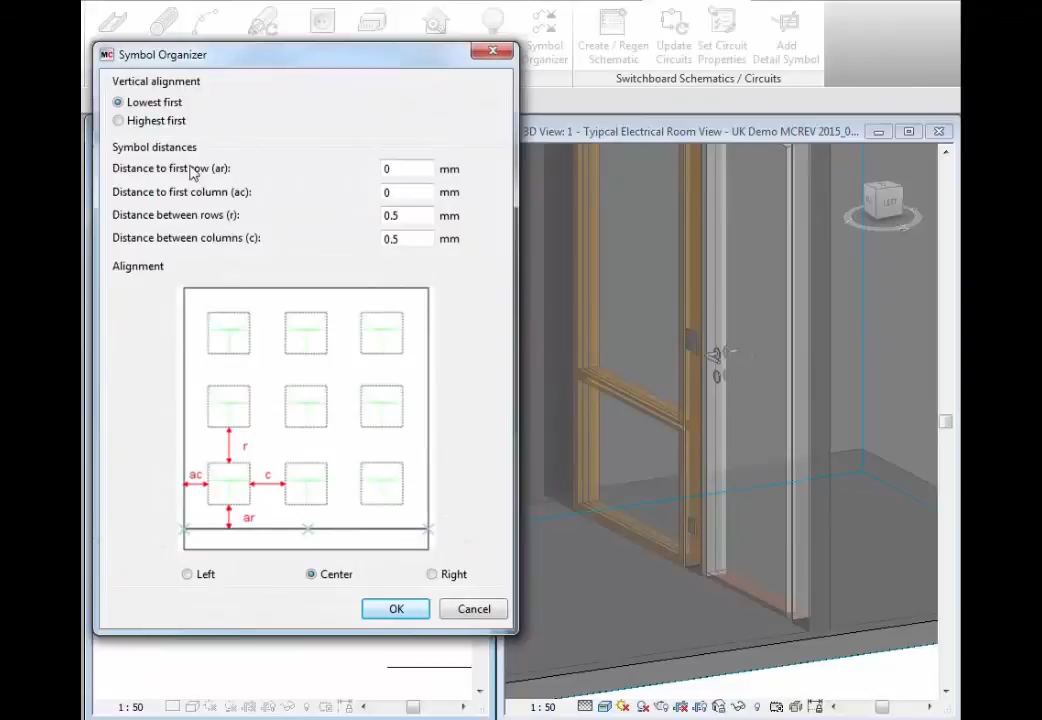 Symbol Organizer
Create / Regen Schematic
Update Circuits
Set Circuit Properties
Add Detail Symbol
Switchboard Schematics / Circuits
MC Symbol Organizer
Vertical alignment
Lowest first
Highest first
Symbol distances
Distance to first row (ar): 0 mm
Distance to first column (ac): 0 mm
Distance between rows (r): 0.5 mm
Distance between columns (c): 0.5 mm
Alignment
r
ac
c
ar
Left
Center
Right
OK
Cancel
3D View: 1 - Tyipcal Electrical Room View - UK Demo MCREV 2015_0...
LEFT
1 : 50
1 : 50